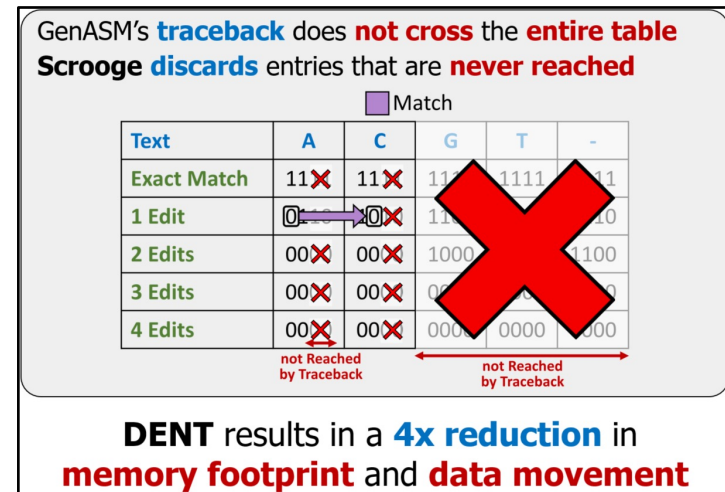 GenASM's traceback does not cross the entire table
Scrooge discards entries that are never reached
Match
Text A C G T -
Exact Match 11 11 1111
1 Edit 0
2 Edits 00 00 1000 1100
3 Edits 00 00
4 Edits 00 00 0000 0000
not Reached
by Traceback
not Reached
by Traceback
DENT results in a 4x reduction in
memory footprint and data movement